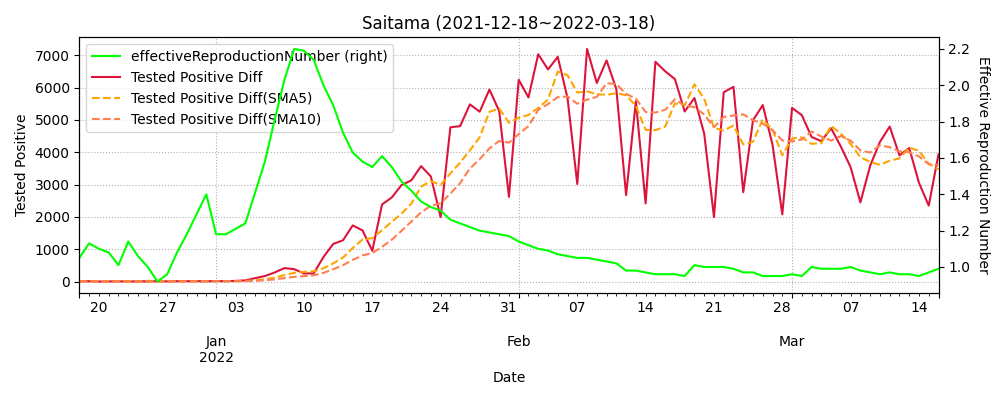 Saitama (2021-12-18~2022-03-18)
effectiveReproductionNumber (right)
Tested Positive Diff
Tested Positive Diff(SMA5)
Tested Positive Diff(SMA10)
Tested Positive
7000
6000
5000
4000
3000
2000
1000
0
Effective Reproduction Number
2.2
2.0
1.8
1.6
1.4
1.2
1.0
20 27 03 10 17 24 31 07 14 21 28 07 14
Jan Feb Mar
2022
Date